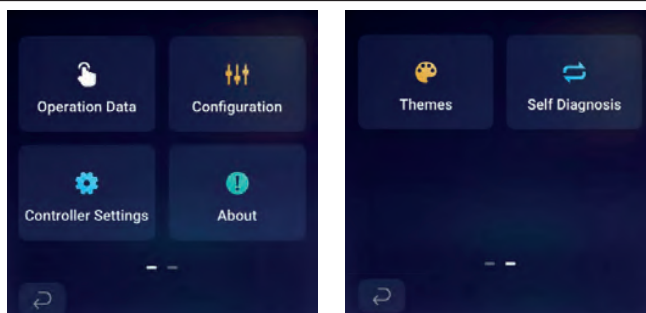 Operation Data
Configuration
Controller Settings
About
Themes
Self Diagnosis